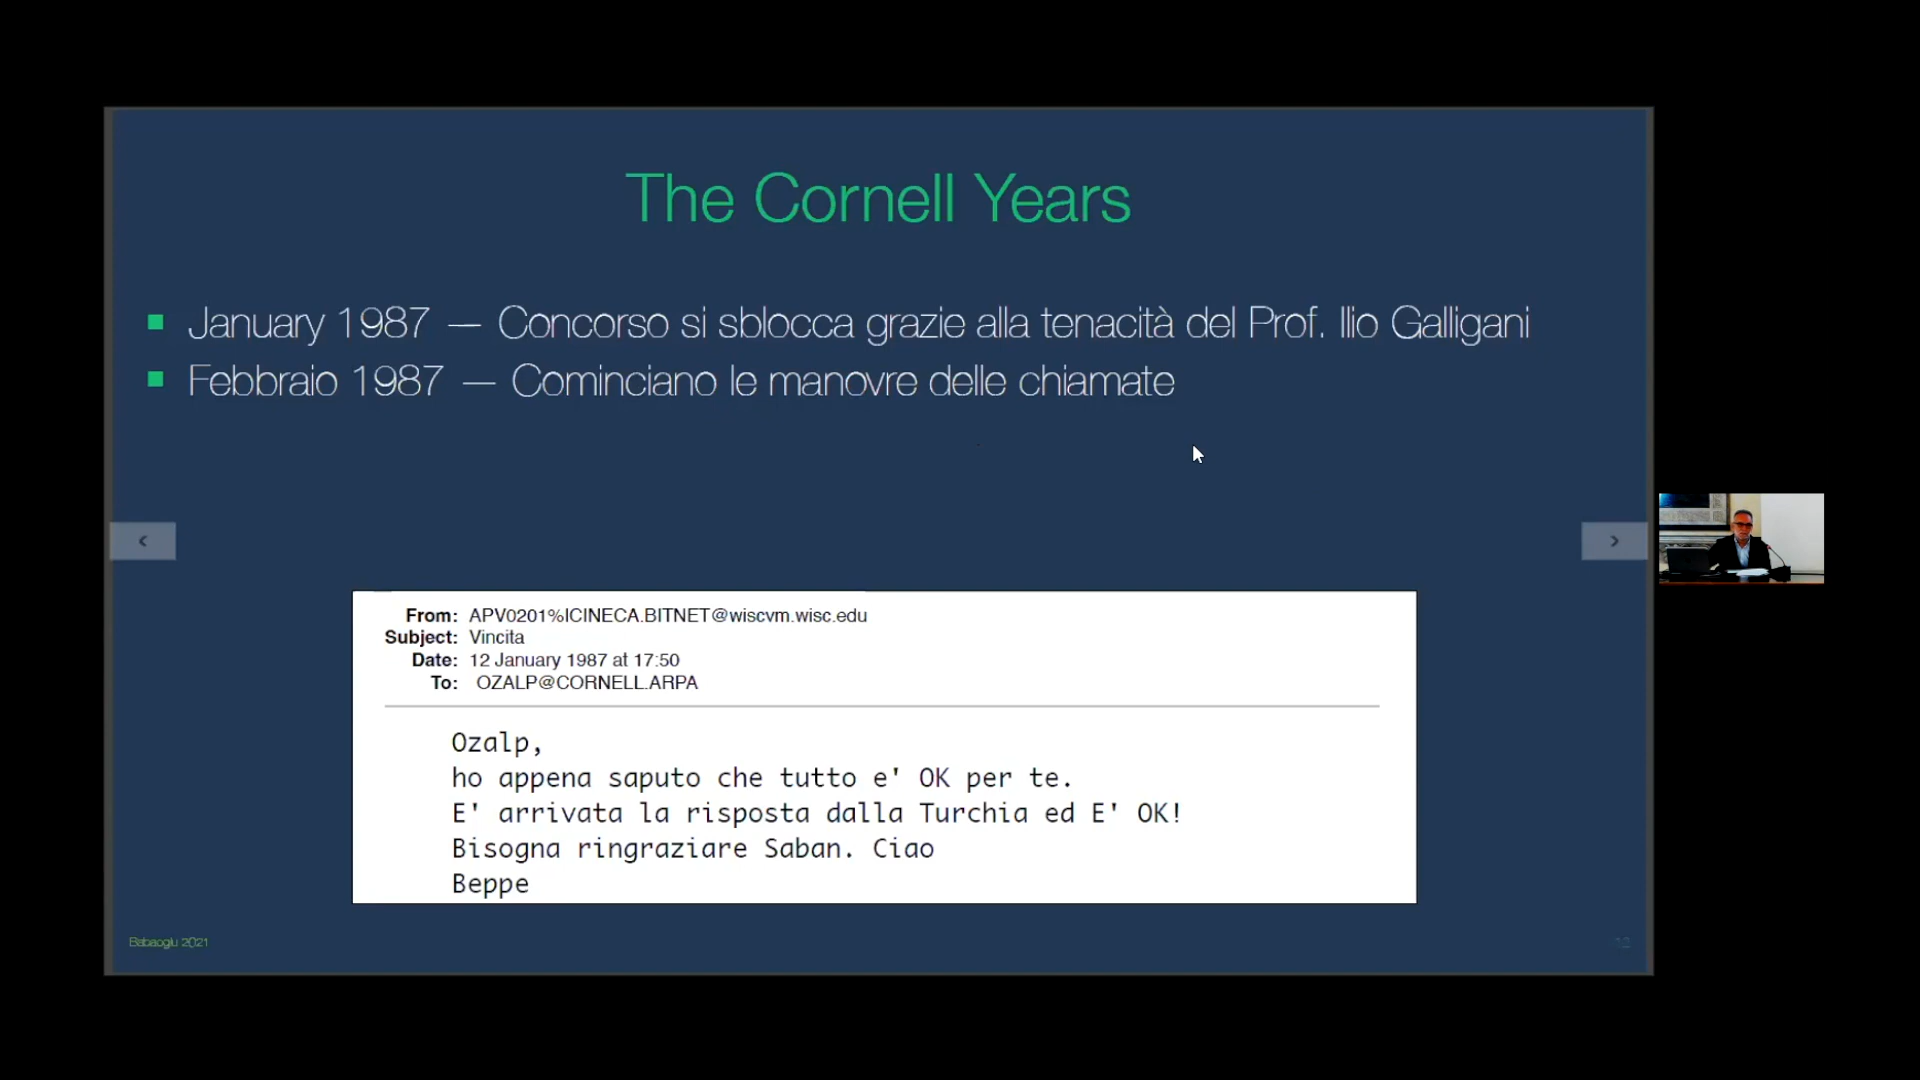 The Cornell Years
January 1987 — Concorso si sblocca grazie alla tenacità del Prof. Ilio Galligani
Febbraio 1987 — Cominciano le manovre delle chiamate
From: APV0201%ICINECA.BITNET@wiscvm.wisc.edu
Subject: Vincita
Date: 12 January 1987 at 17:50
To: OZALP@CORNELL.ARPA
Ozalp,
ho appena saputo che tutto e' OK per te.
E' arrivata la risposta dalla Turchia ed E' OK!
Bisogna ringraziare Saban. Ciao
Beppe
Babaoglu 2021